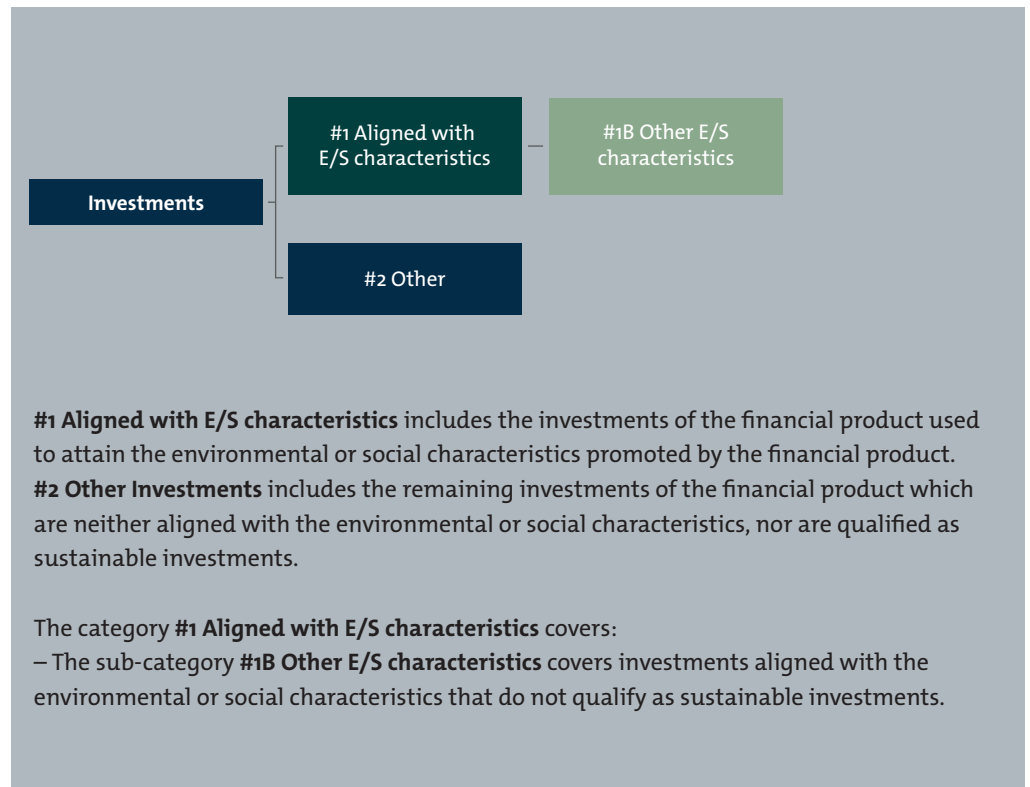 #1 Aligned with
E/S characteristics
#1B Other E/S
characteristics
Investments
#2 Other
#1 Aligned with E/S characteristics includes the investments of the financial product used
to attain the environmental or social characteristics promoted by the financial product.
#2 Other Investments includes the remaining investments of the financial product which
are neither aligned with the environmental or social characteristics, nor are qualified as
sustainable investments.
The category #1 Aligned with E/S characteristics covers:
– The sub-category #1B Other E/S characteristics covers investments aligned with the
environmental or social characteristics that do not qualify as sustainable investments.